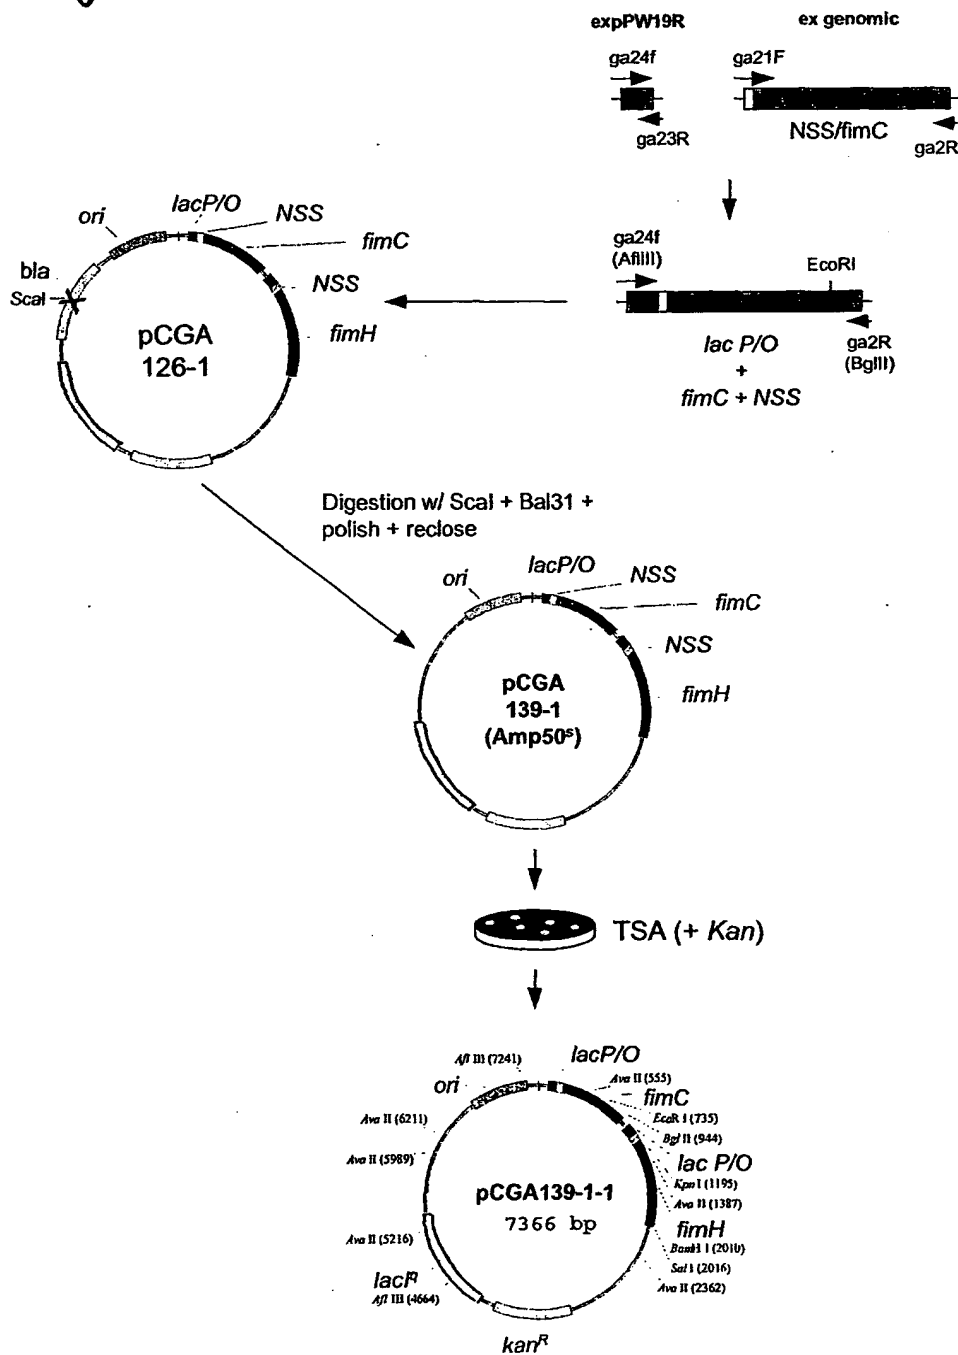 expPW19R
ex genomic
ga24f
ga21F
ga23R
NSS/fimC
ga2R
ga24f
(AflIII)
EcoRI
lac P/O
+
fimC + NSS
ga2R
(BglII)
ori
lacP/O
NSS
fimC
NSS
fimH
bla
ScaI
pCGA
126-1
Digestion w/ ScaI + Bal31 +
polish + reclose
ori
lacP/O
NSS
fimC
NSS
fimH
pCGA
139-1
(Amp50ˢ)
TSA (+ Kan)
Afl III (7241)
lacP/O
ori
Ava II (555)
fimC
EcoR I (735)
Bgl II (944)
lac P/O
Kpn I (1195)
Ava II (1387)
fimH
BamH I (2010)
Sal I (2016)
Ava II (2362)
Ava II (6211)
Ava II (5989)
pCGA139-1-1
7366 bp
Ava II (5216)
lacIq
Afl III (4664)
kanᴿ